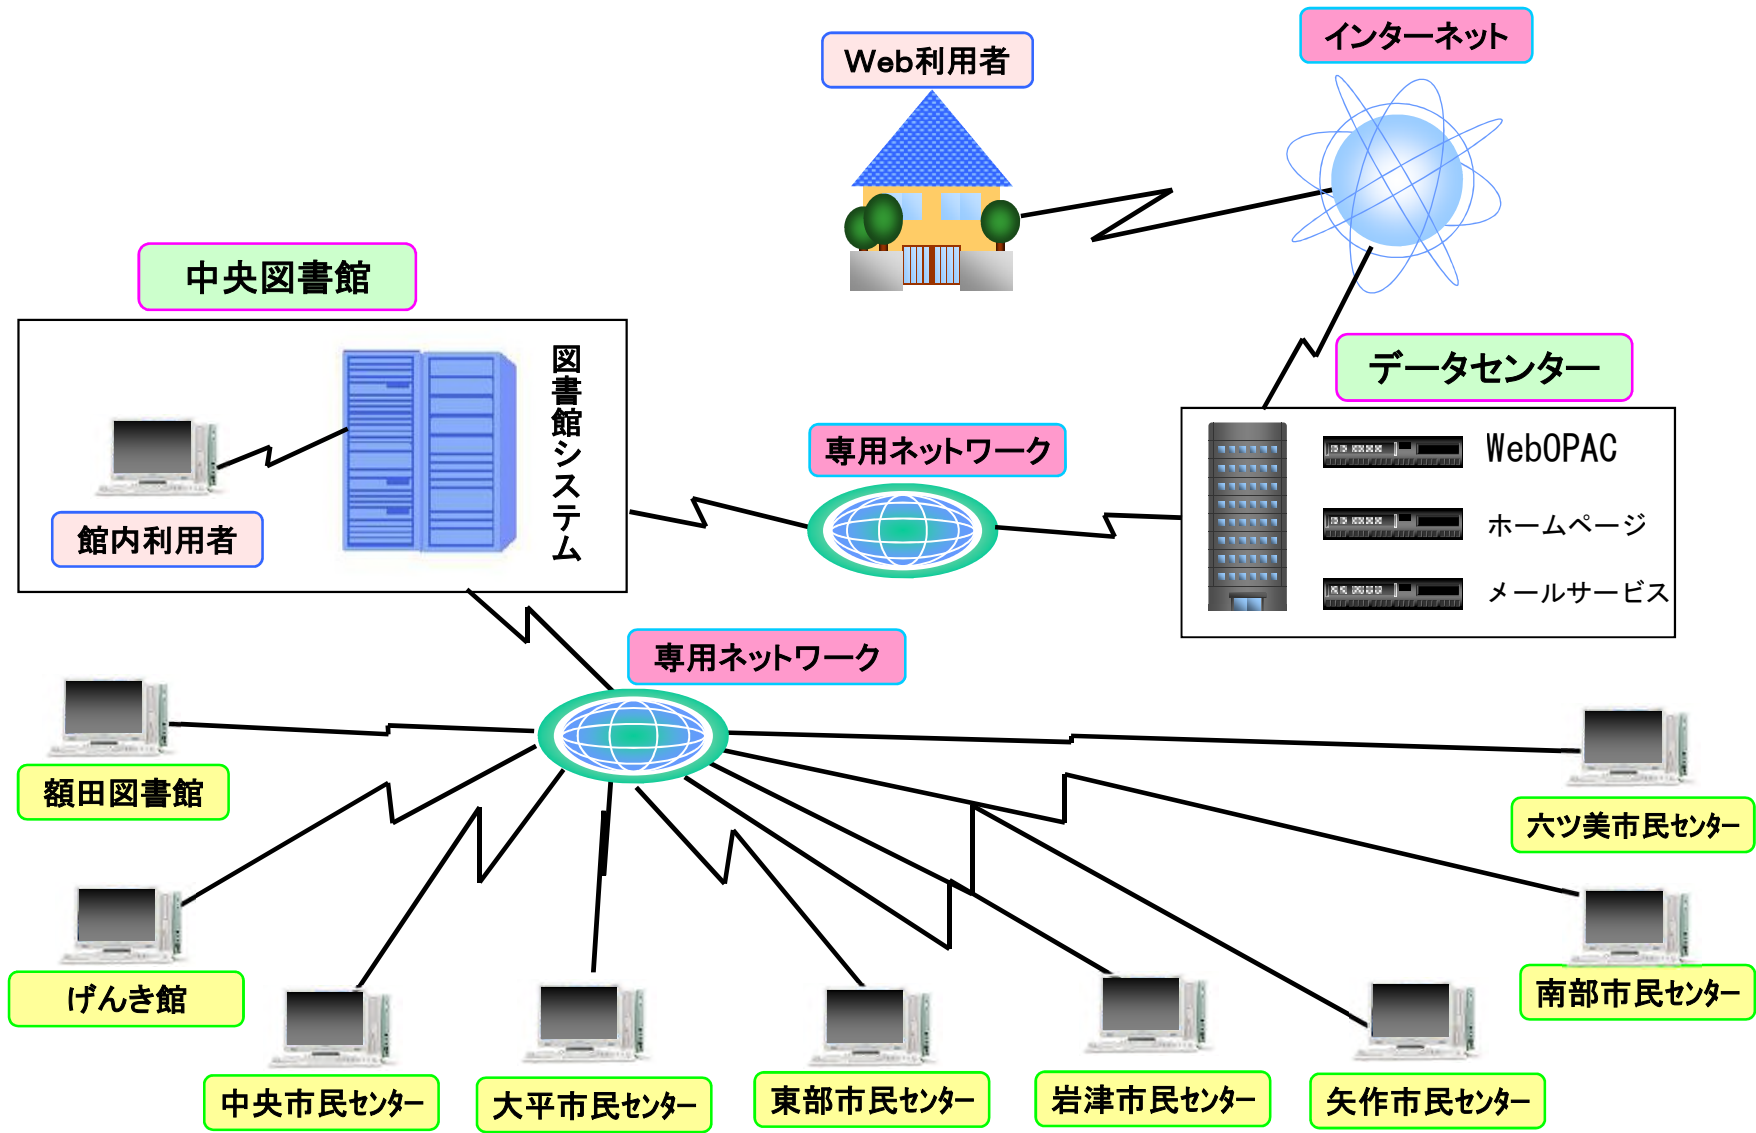 Web利用者
インターネット
中央図書館
図書館システム
館内利用者
専用ネットワーク
データセンター
WebOPAC
ホームページ
メールサービス
専用ネットワーク
額田図書館
六ツ美市民センター
げんき館
南部市民センター
中央市民センター
大平市民センター
東部市民センター
岩津市民センター
矢作市民センター